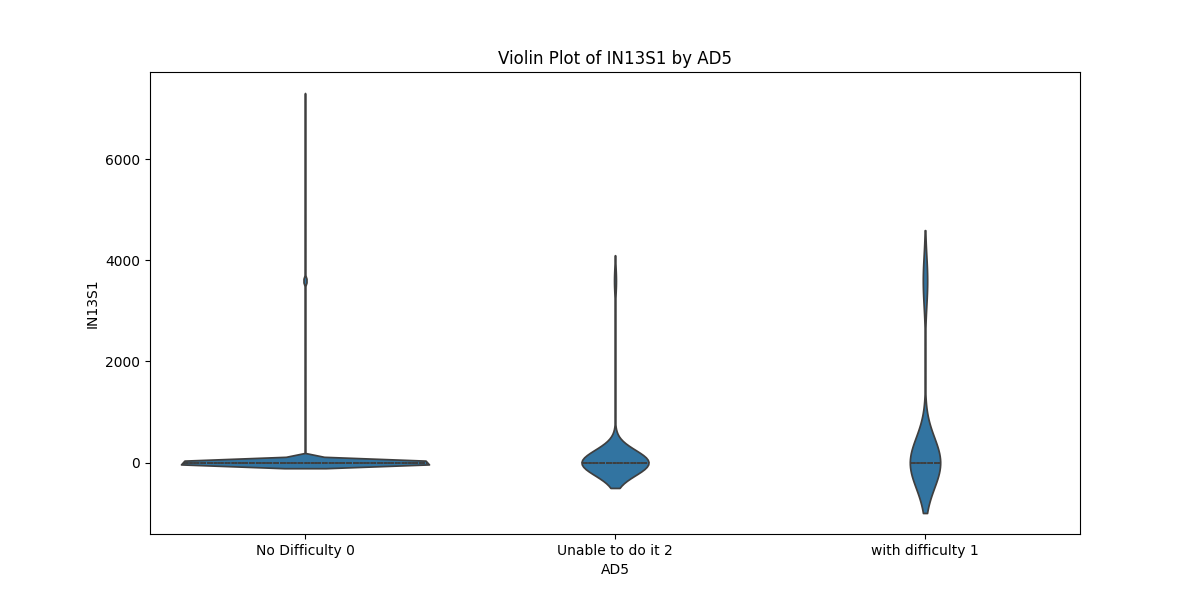 Violin Plot of IN13S1 by AD5
6000
4000
2000
0
IN13S1
No Difficulty 0
Unable to do it 2
with difficulty 1
AD5